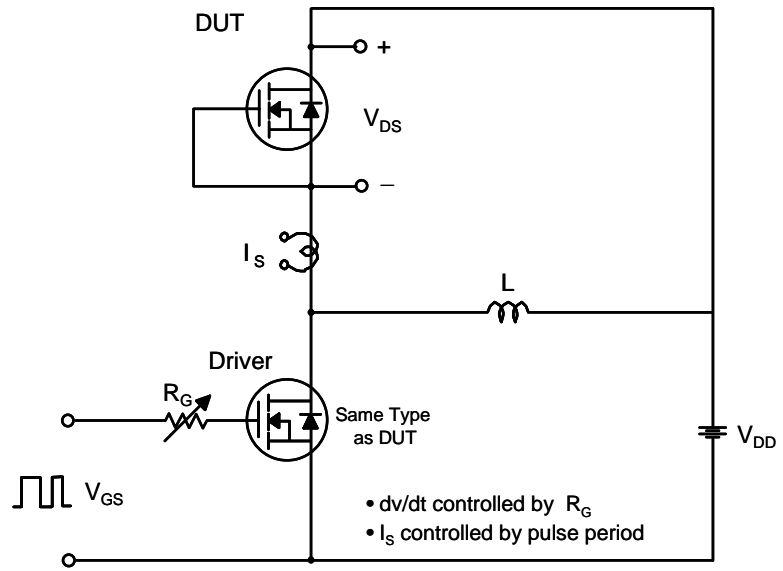 DUT
+
V_DS
–
I_S
L
Driver
R_G
Same Type
as DUT
V_DD
V_GS
• dv/dt controlled by R_G
• I_S controlled by pulse period